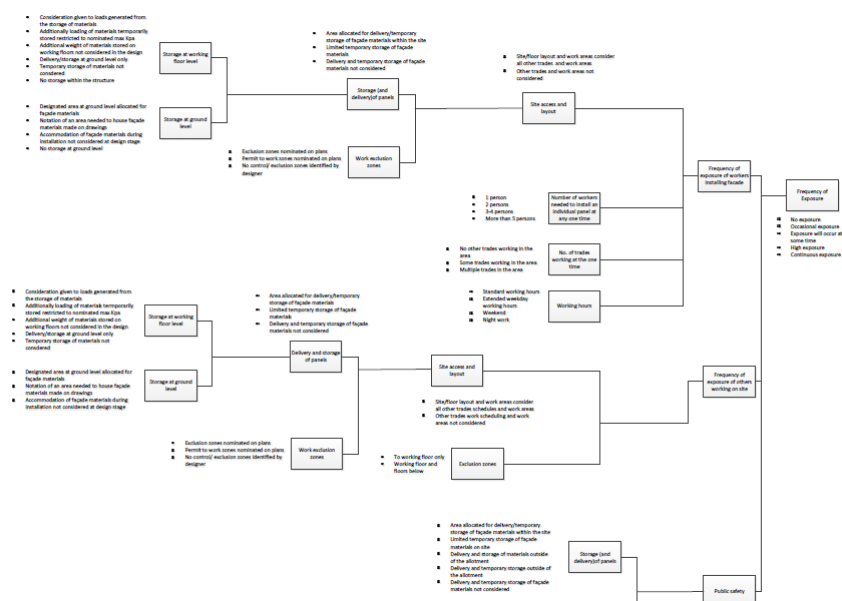 Consideration given to loads generated from
the storage of materials
Additionally loading of materials termporarily
stored restricted to nominated max Kpa
Additional weight of materials stored on
working floors not considered in the design
Delivery/storage at ground level only
Temporary storage of materials not
considered
No storage within the structure
Storage at working
floor level
Designated area at ground level allocated for
façade materials
Notation of an area needed to house façade
materials made on drawings
Accommodation of façade materials during
installation not considered at design stage
No storage at ground level
Storage at ground
level
Area allocated for delivery/temporary
storage of façade materials within the site
Limited temporary storage of façade
materials
Delivery and temporary storage of façade
materials not considered
Storage (and
delivery)of panels
Exclusion zones nominated on plans
Permit to work zones nominated on plans
No control/ exclusion zones identified by
designer
Work exclusion
zones
Site/floor layout and work areas consider
all other trades and work areas
Other trades and work areas not
considered
Site access and
layout
1 person
2 persons
3-4 persons
More than 5 persons
Number of workers
needed to install an
individual panel at
any one time
No other trades working in the
area
Some trades working in the area
Multiple trades in the area
No. of trades
working at the one
time
Standard working hours
Extended weekday
working hours
Weekend
Night work
Working hours
Frequency of
exposure of workers
installing facade
Frequency of
Exposure
No exposure
Occasional exposure
Exposure will occur at
some time
High exposure
Continuous exposure
Consideration given to loads generated from
the storage of materials
Additionally loading of materials termporarily
stored restricted to nominated max Kpa
Additional weight of materials stored on
working floors not considered in the design
Delivery/storage at ground level only
Temporary storage of materials not
considered
Storage at working
floor level
Designated area at ground level allocated for
façade materials
Notation of an area needed to house façade
materials made on drawings
Accommodation of façade materials during
installation not considered at design stage
Storage at ground
level
Area allocated for delivery/temporary
storage of façade materials
Limited temporary storage of façade
materials
Delivery and temporary storage of façade
materials not considered
Delivery and storage
of panels
Exclusion zones nominated on plans
Permit to work zones nominated on plans
No control/ exclusion zones identified by
designer
Work exclusion
zones
Site access and
layout
Site/floor layout and work areas consider
all other trades schedules and work areas
Other trades work scheduling and work
areas not considered
To working floor only
Working floor and
floors below
Exclusion zones
Frequency of
exposure of others
working on site
Area allocated for delivery/temporary
storage of façade materials within the site
Limited temporary storage of façade
materials on site
Delivery and storage of materials outside
of the allotment
Delivery and temporary storage outside of
the allotment
Delivery and temporary storage of façade
materials not considered
Storage (and
delivery)of panels
Public safety